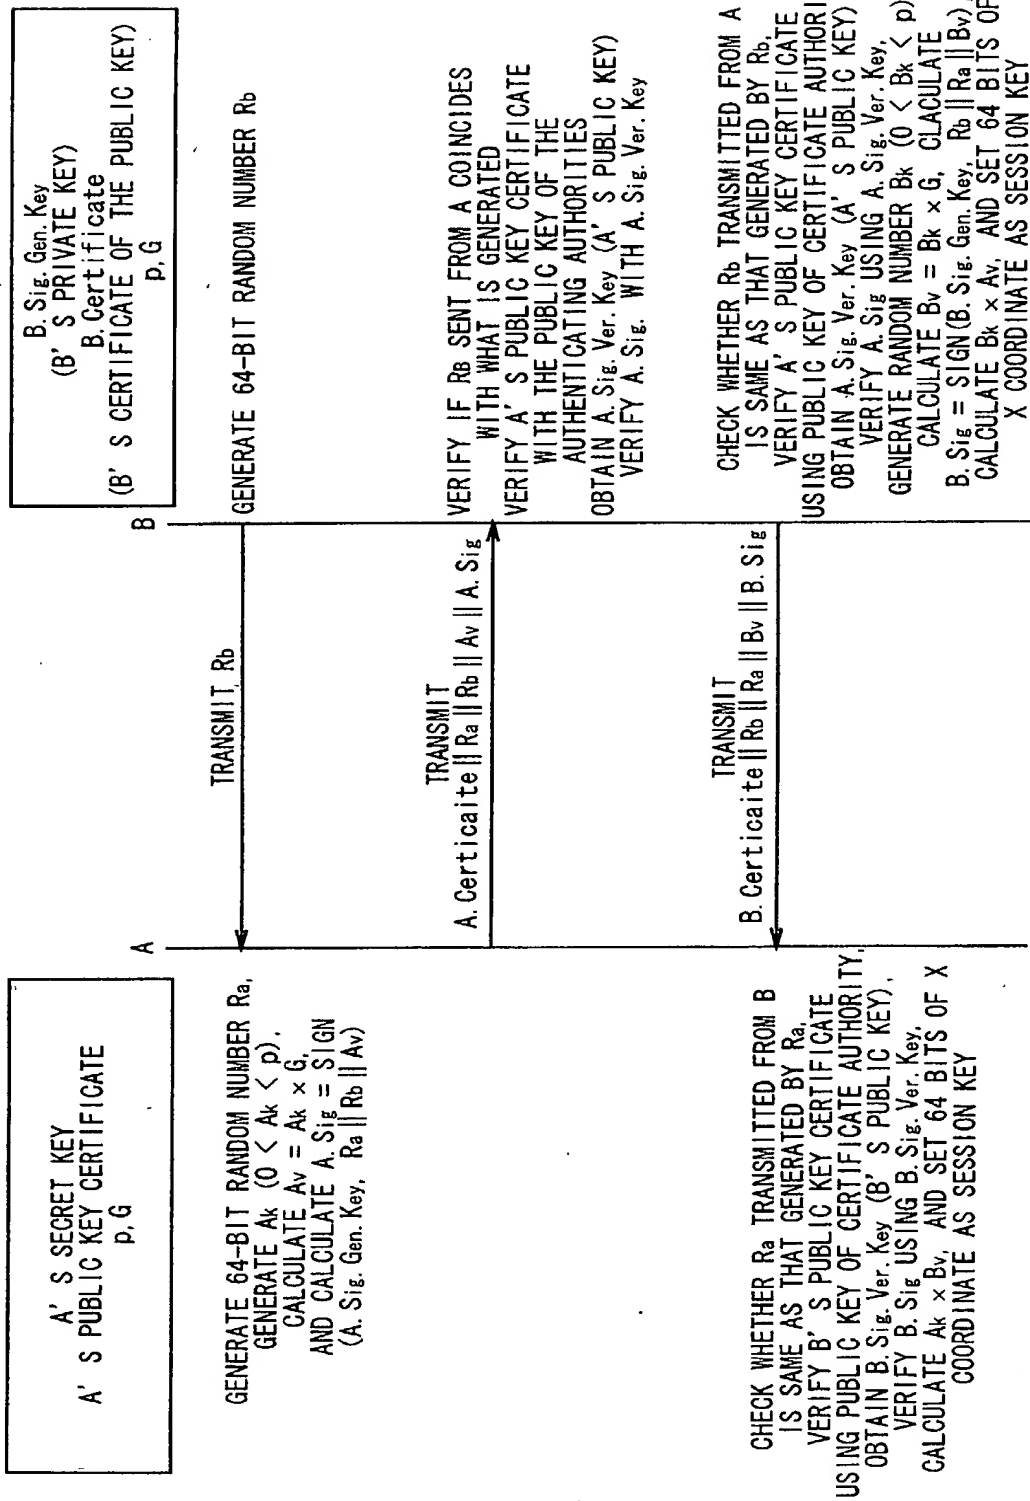 A' S SECRET KEY
A' S PUBLIC KEY CERTIFICATE
p, G
B. Sig. Gen. Key
(B' S PRIVATE KEY)
B. Certificate
(B' S CERTIFICATE OF THE PUBLIC KEY)
p, G
A
B
GENERATE 64-BIT RANDOM NUMBER Rb
TRANSMIT Rb
GENERATE 64-BIT RANDOM NUMBER Ra,
GENERATE Ak (0 < Ak < p),
CALCULATE Av = Ak × G,
AND CALCULATE A. Sig = SIGN
(A. Sig. Gen. Key, Ra || Rb || Av)
TRANSMIT
A. Certicaite || Ra || Rb || Av || A. Sig
VERIFY IF RB SENT FROM A COINCIDES
WITH WHAT IS GENERATED
VERIFY A' S PUBLIC KEY CERTIFICATE
WITH THE PUBLIC KEY OF THE
AUTHENTICATING AUTHORITIES
OBTAIN A. Sig. Ver. Key (A' S PUBLIC KEY)
VERIFY A. Sig. WITH A. Sig. Ver. Key
CHECK WHETHER Rb TRANSMITTED FROM A
IS SAME AS THAT GENERATED BY Rb,
VERIFY A' S PUBLIC KEY CERTIFICATE
USING PUBLIC KEY OF CERTIFICATE AUTHORI
OBTAIN A. Sig. Ver. Key (A' S PUBLIC KEY)
VERIFY A. Sig USING A. Sig. Ver. Key,
GENERATE RANDOM NUMBER Bk (0 < Bk < p)
CALCULATE Bv = Bk × G, CLACULATE
B. Sig = SIGN (B. Sig. Gen. Key, Rb || Ra || Bv),
CALCULATE Bk × Av, AND SET 64 BITS OF
X COORDINATE AS SESSION KEY
TRANSMIT
B. Certicaite || Rb || Ra || Bv || B. Sig
CHECK WHETHER Ra TRANSMITTED FROM B
IS SAME AS THAT GENERATED BY Ra,
VERIFY B' S PUBLIC KEY CERTIFICATE
USING PUBLIC KEY OF CERTIFICATE AUTHORITY,
OBTAIN B. Sig. Ver. Key (B' S PUBLIC KEY),
VERIFY B. Sig USING B. Sig. Ver. Key,
CALCULATE Ak × Bv, AND SET 64 BITS OF X
COORDINATE AS SESSION KEY